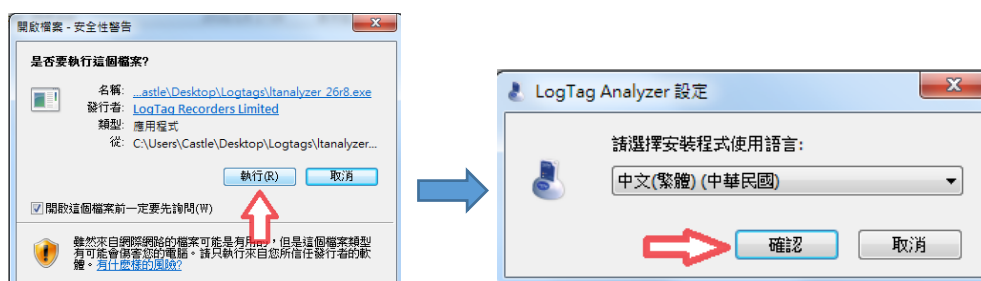 開啟檔案 - 安全性警告
是否要執行這個檔案?
名稱: ...astle\Desktop\Logtags\ltanalyzer_26r8.exe
發行者: LogTag Recorders Limited
類型: 應用程式
從: C:\Users\Castle\Desktop\Logtags\ltanalyzer...
執行(R) 取消
開啟這個檔案前一定要先詢問(W)
雖然來自網際網路的檔案可能是有用的,但是這個檔案類型
有可能會傷害您的電腦。請只執行來自您所信任發行者的軟
體。有什麼樣的風險?
LogTag Analyzer 設定
請選擇安裝程式使用語言:
中文(繁體) (中華民國)
確認 取消